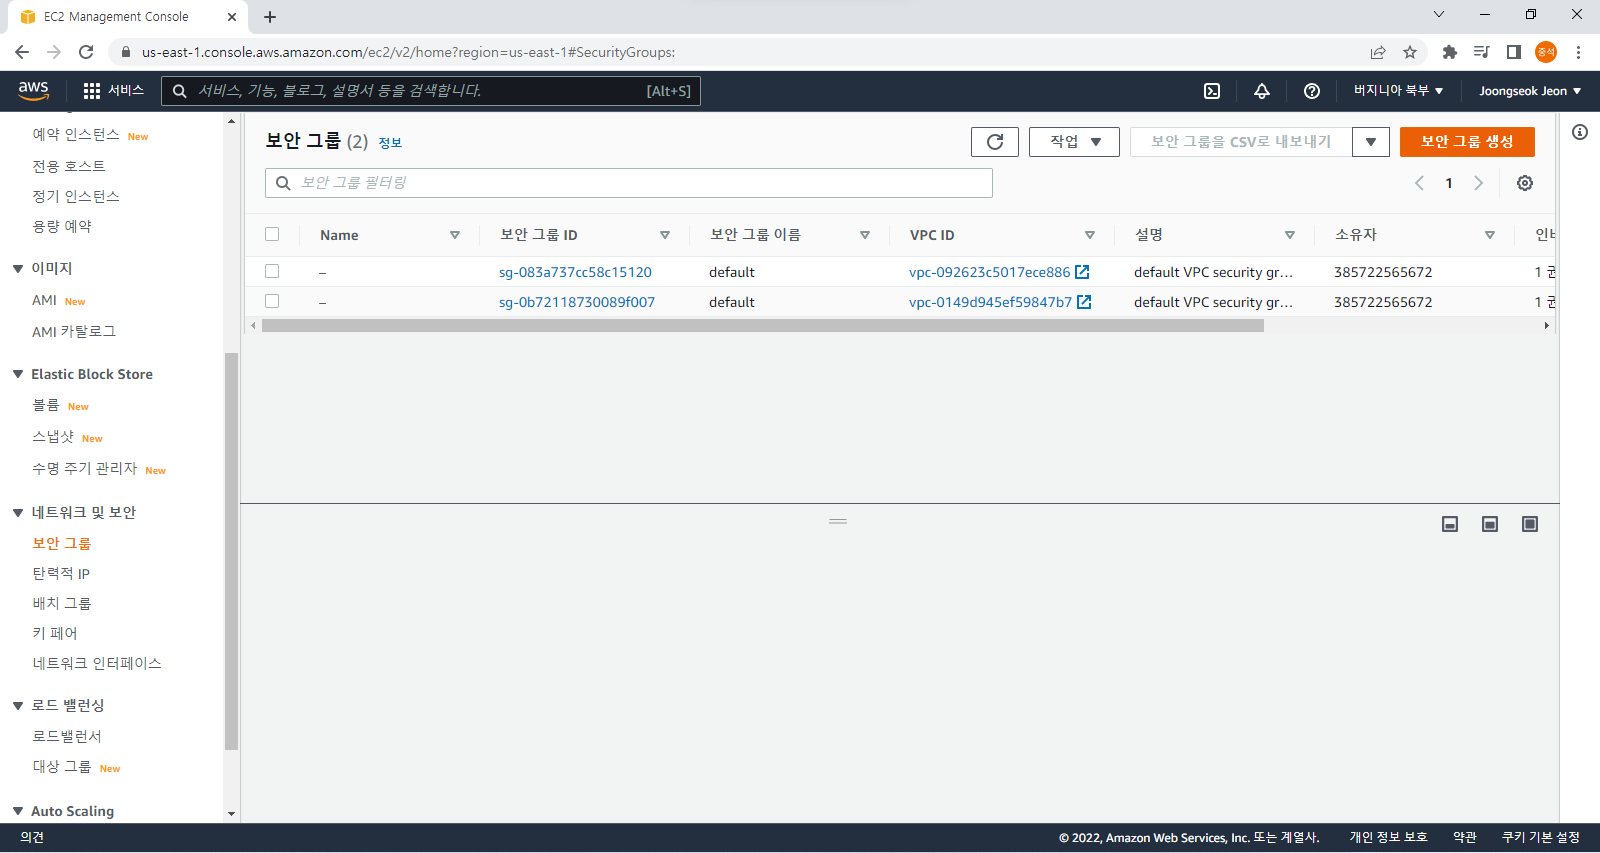 EC2 Management Console
us-east-1.console.aws.amazon.com/ec2/v2/home?region=us-east-1#SecurityGroups:
중석
aws
서비스
서비스, 기능, 블로그, 설명서 등을 검색합니다.
[Alt+S]
버지니아 북부
Joongseok Jeon
예약 인스턴스 New
전용 호스트
정기 인스턴스
용량 예약
이미지
AMI New
AMI 카탈로그
Elastic Block Store
볼륨 New
스냅샷 New
수명 주기 관리자 New
네트워크 및 보안
보안 그룹
탄력적 IP
배치 그룹
키 페어
네트워크 인터페이스
로드 밸런싱
로드밸런서
대상 그룹 New
Auto Scaling
보안 그룹 (2) 정보
작업
보안 그룹을 CSV로 내보내기
보안 그룹 생성
보안 그룹 필터링
1
Name 보안 그룹 ID 보안 그룹 이름 VPC ID 설명 소유자
– sg-083a737cc58c15120 default vpc-092623c5017ece886 default VPC security gr... 385722565672 1
– sg-0b72118730089f007 default vpc-0149d945ef59847b7 default VPC security gr... 385722565672 1
의견
© 2022, Amazon Web Services, Inc. 또는 계열사.
개인 정보 보호
약관
쿠키 기본 설정